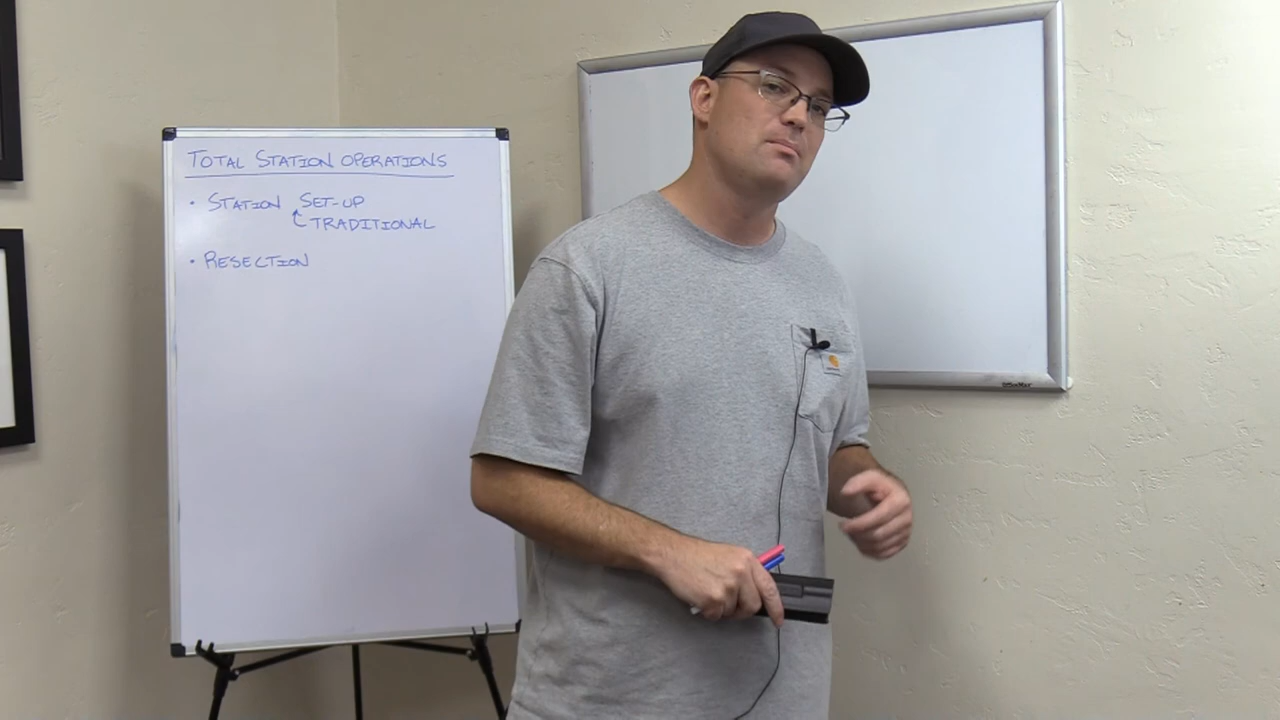 TOTAL STATION OPERATIONS
• STATION SET-UP
TRADITIONAL
• RESECTION